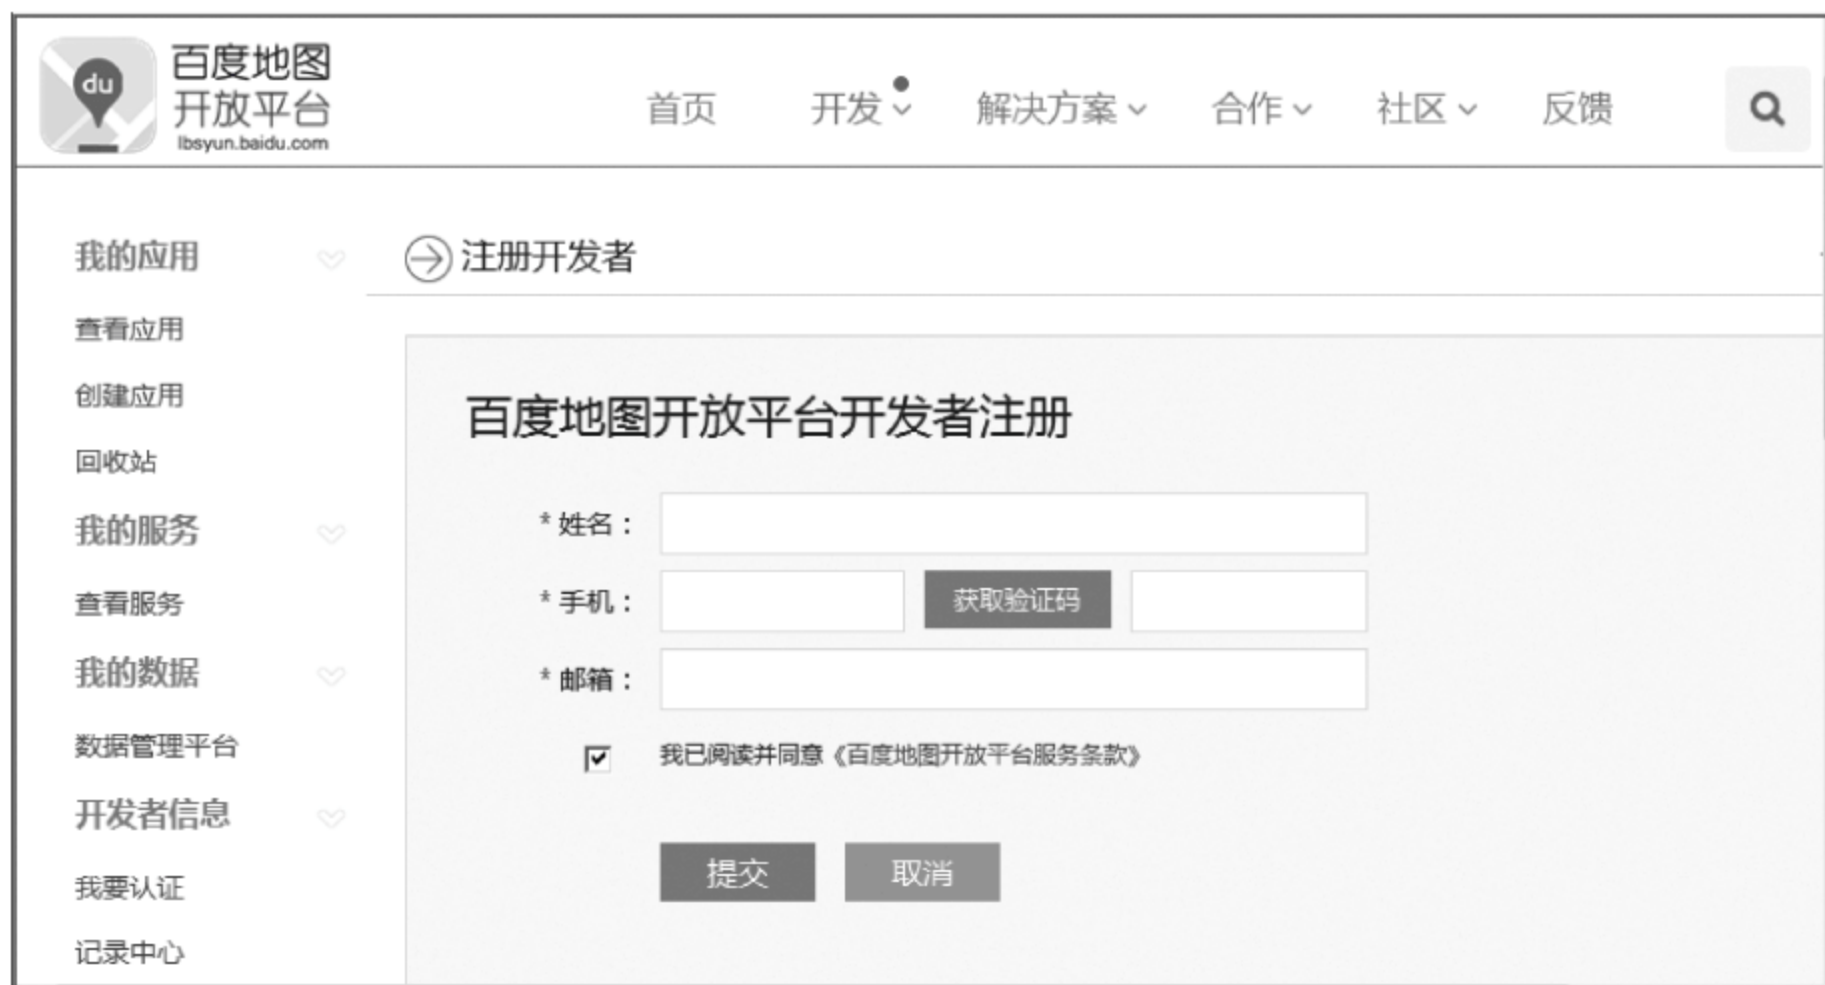 百度地图
开放平台
lbsyun.baidu.com
du
首页 开发 解决方案 合作 社区 反馈
我的应用
查看应用
创建应用
回收站
我的服务
查看服务
我的数据
数据管理平台
开发者信息
我要认证
记录中心
注册开发者
百度地图开放平台开发者注册
* 姓名：
* 手机： 获取验证码
* 邮箱：
我已阅读并同意《百度地图开放平台服务条款》
提交 取消